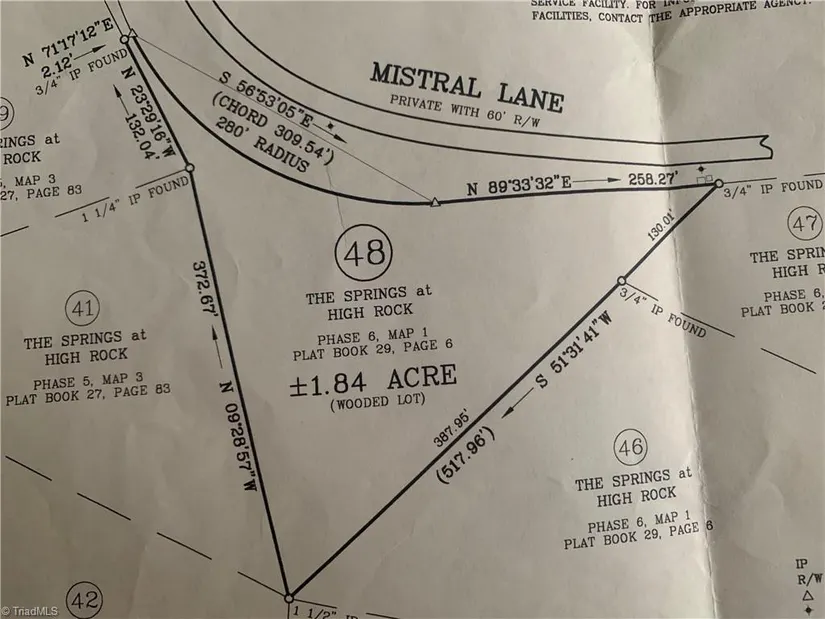 SERVICE FACILITY. FOR
FACILITIES, CONTACT THE APPROPRIATE AGENCY.
N 71°17'12"E
2.12'
3/4" IP FOUND
N 23°29'16"W
132.04'
S 56°53'05"E
(CHORD 309.54')
280' RADIUS
MISTRAL LANE
PRIVATE WITH 60' R/W
N 89°33'32"E 258.27'
3/4" IP FOUND
9
INGS at
ROCK
MAP 3
27, PAGE 83
1 1/4" IP FOUND
130.01'
47
THE SPRIN
HIGH R
PHASE 6,
PLAT BOOK 2
48
THE SPRINGS at
HIGH ROCK
PHASE 6, MAP 1
PLAT BOOK 29, PAGE 6
±1.84 ACRE
(WOODED LOT)
3/4" IP FOUND
41
THE SPRINGS at
HIGH ROCK
PHASE 5, MAP 3
PLAT BOOK 27, PAGE 83
372.67'
N 09°28'57"W
S 51°31'41"W
387.95'
(517.96')
46
THE SPRINGS at
HIGH ROCK
PHASE 6, MAP 1
PLAT BOOK 29, PAGE 6
42
1 1/2" IP
IP
R/W
© TriadMLS